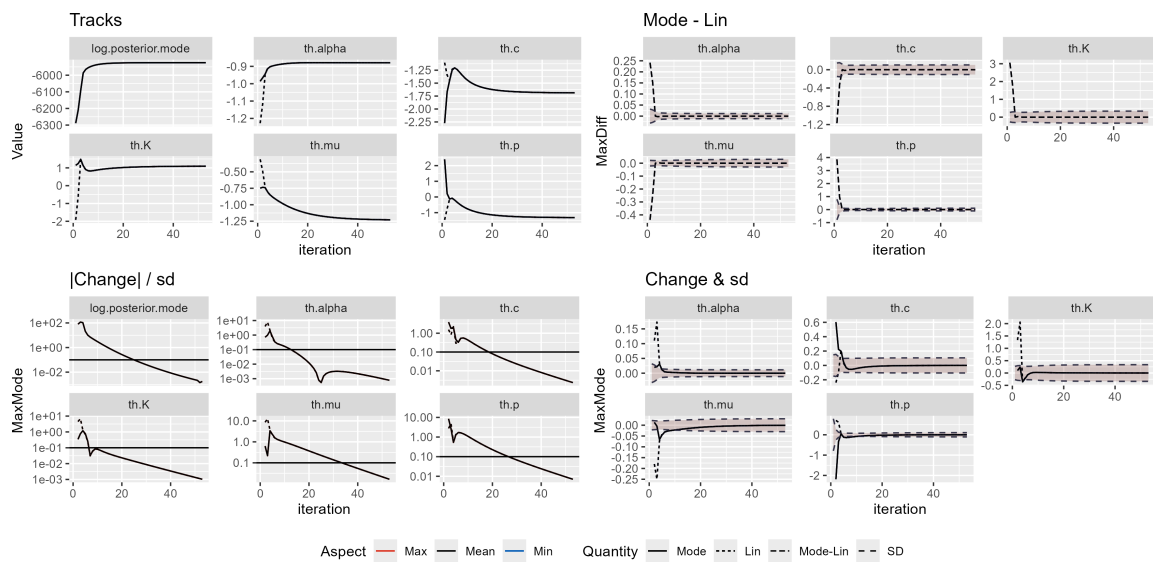 Tracks
Mode - Lin
log.posterior.mode
th.alpha
th.c
-6000
-6100
-6200
-6300
-0.9
-1.0
-1.1
-1.2
-1.25
-1.50
-1.75
-2.00
-2.25
th.K
th.mu
th.p
1
0
-1
-2
-0.50
-0.75
-1.00
-1.25
2
1
0
-1
0 20 40
0 20 40
0 20 40
iteration
Value
th.alpha
th.c
th.K
0.25
0.20
0.15
0.10
0.05
0.00
0.0
-0.4
-0.8
-1.2
3
2
1
0
0 20 40
th.mu
th.p
0.0
-0.1
-0.2
-0.3
-0.4
4
3
2
1
0
-1
0 20 40
0 20 40
iteration
MaxDiff
|Change| / sd
Change & sd
log.posterior.mode
th.alpha
th.c
1e+02
1e+00
1e-02
1e+01
1e+00
1e-01
1e-02
1e-03
1.00
0.10
0.01
th.K
th.mu
th.p
1e+01
1e+00
1e-01
1e-02
1e-03
10.0
1.0
0.1
10.00
1.00
0.10
0.01
0 20 40
0 20 40
0 20 40
iteration
MaxMode
th.alpha
th.c
th.K
0.15
0.10
0.05
0.00
0.6
0.4
0.2
0.0
-0.2
2.0
1.5
1.0
0.5
0.0
-0.5
0 20 40
th.mu
th.p
0.00
-0.05
-0.10
-0.15
-0.20
-0.25
0
-1
-2
0 20 40
0 20 40
iteration
MaxMode
Aspect Max Mean Min Quantity Mode Lin Mode-Lin SD